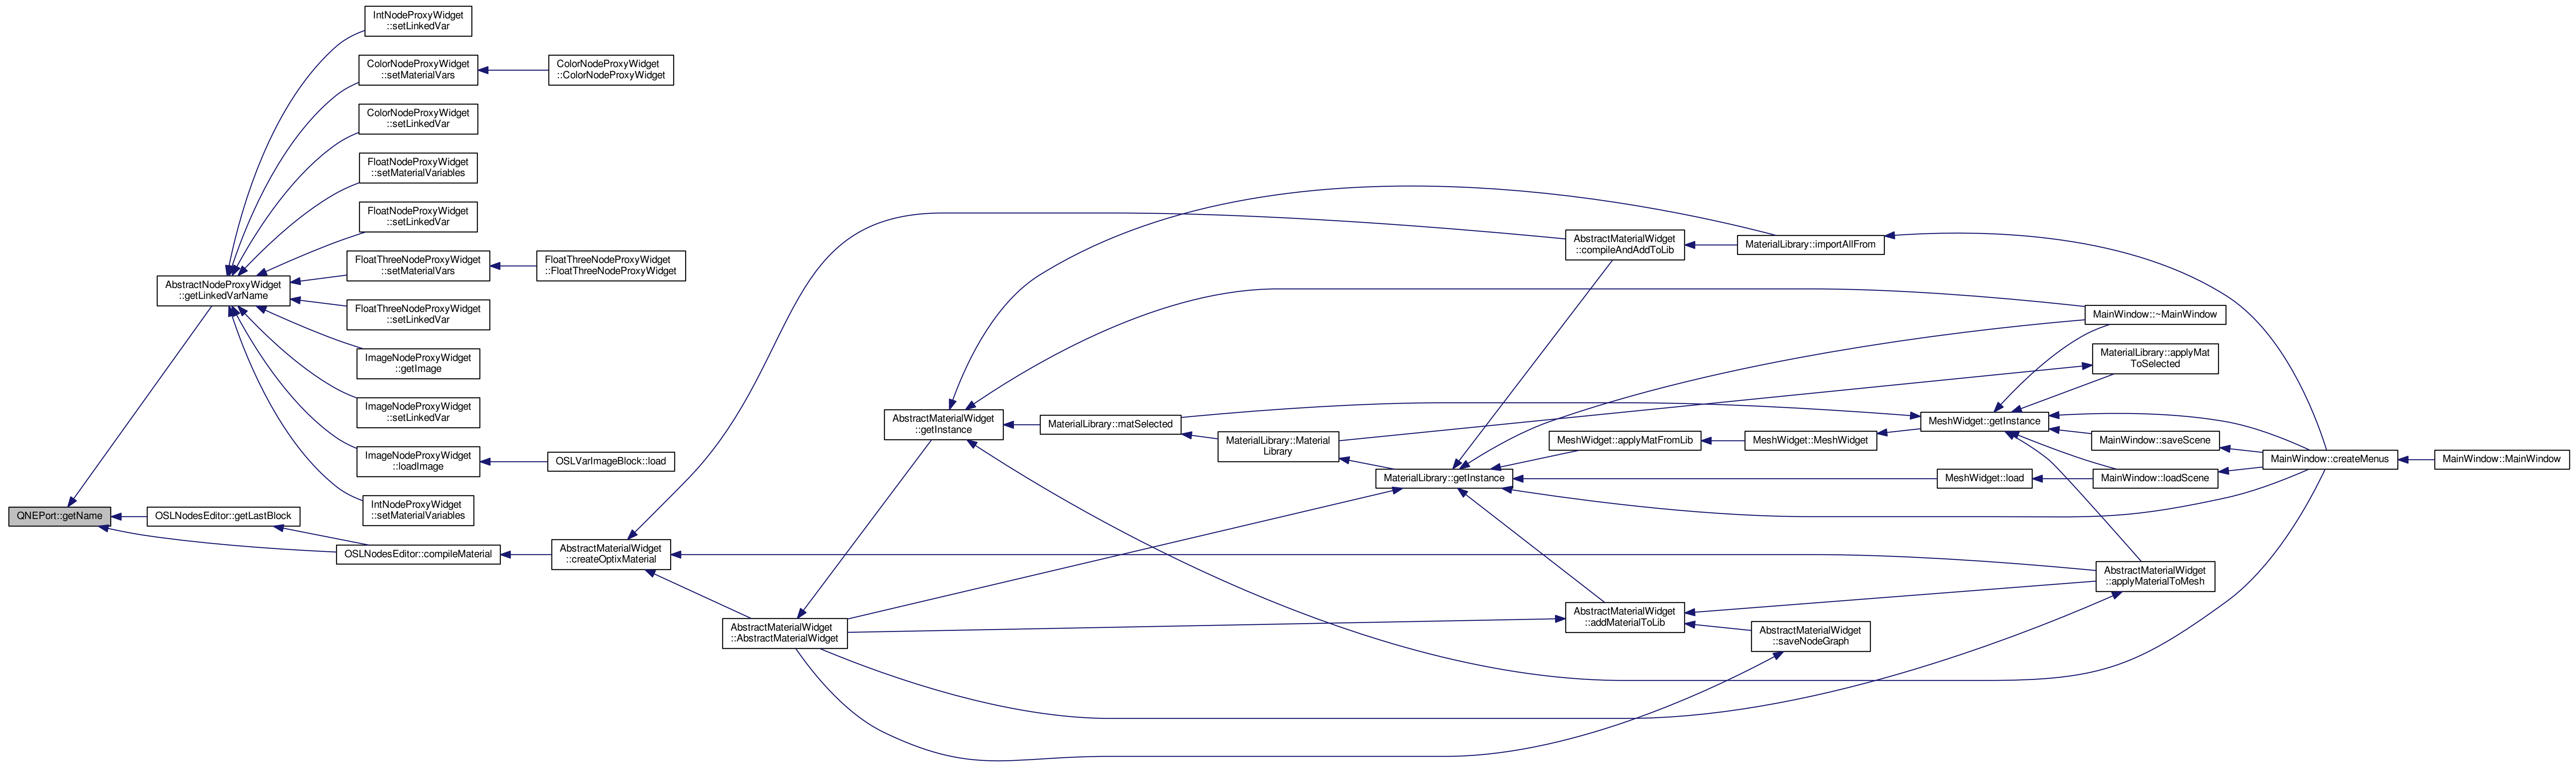 IntNodeProxyWidget
::setLinkedVar
ColorNodeProxyWidget
::setMaterialVars
ColorNodeProxyWidget
::ColorNodeProxyWidget
ColorNodeProxyWidget
::setLinkedVar
FloatNodeProxyWidget
::setMaterialVariables
FloatNodeProxyWidget
::setLinkedVar
FloatThreeNodeProxyWidget
::setMaterialVars
FloatThreeNodeProxyWidget
::FloatThreeNodeProxyWidget
AbstractNodeProxyWidget
::getLinkedVarName
FloatThreeNodeProxyWidget
::setLinkedVar
ImageNodeProxyWidget
::getImage
ImageNodeProxyWidget
::setLinkedVar
ImageNodeProxyWidget
::loadImage
OSLVarImageBlock::load
IntNodeProxyWidget
::setMaterialVariables
QNEPort::getName
OSLNodesEditor::getLastBlock
OSLNodesEditor::compileMaterial
AbstractMaterialWidget
::createOptixMaterial
AbstractMaterialWidget
::AbstractMaterialWidget
AbstractMaterialWidget
::getInstance
MaterialLibrary::matSelected
MaterialLibrary::Material
Library
MaterialLibrary::getInstance
AbstractMaterialWidget
::compileAndAddToLib
MaterialLibrary::importAllFrom
MeshWidget::applyMatFromLib
MeshWidget::MeshWidget
MeshWidget::load
AbstractMaterialWidget
::addMaterialToLib
AbstractMaterialWidget
::saveNodeGraph
MainWindow::~MainWindow
MaterialLibrary::applyMat
ToSelected
MeshWidget::getInstance
MainWindow::saveScene
MainWindow::loadScene
MainWindow::createMenus
MainWindow::MainWindow
AbstractMaterialWidget
::applyMaterialToMesh